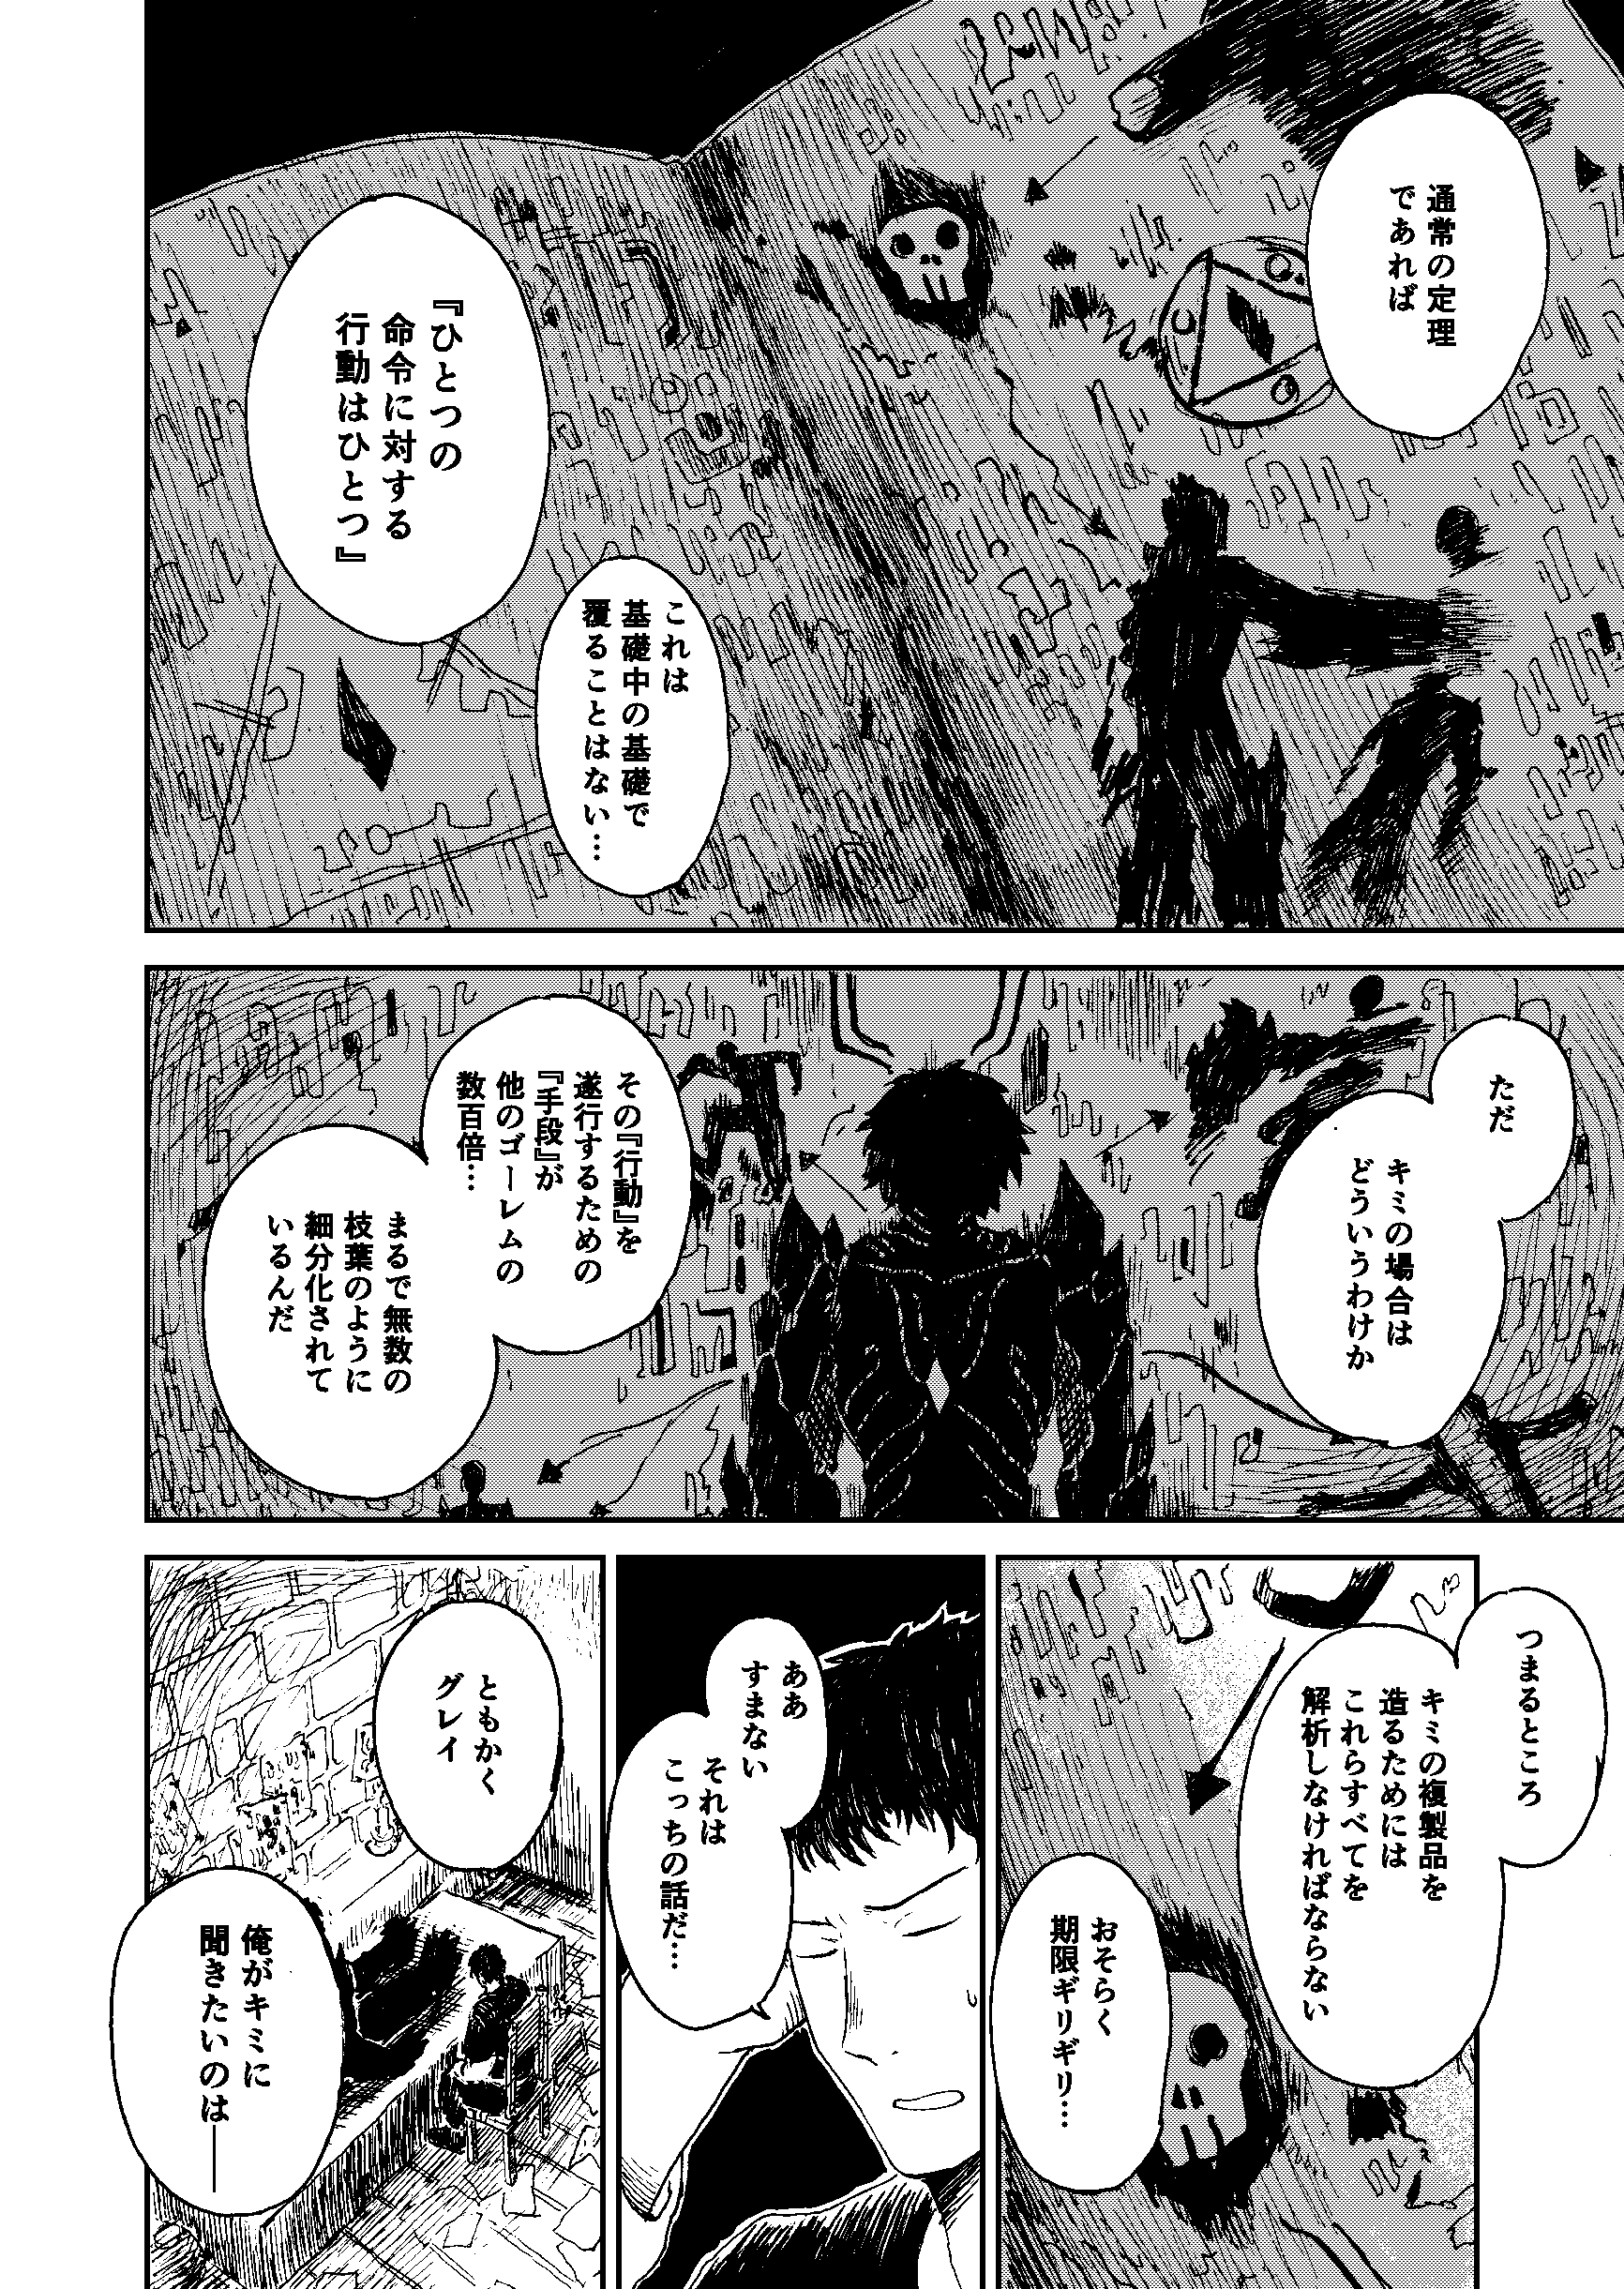 通常の定理
であれば
『ひとつの
命令に対する
行動はひとつ』
これは
基礎中の基礎で
覆ることはない…
ただ
キミの場合は
どういうわけか
その『行動』を
遂行するための
『手段』が
他のゴーレムの
数百倍…
まるで無数の
枝葉のように
細分化されて
いるんだ
つまるところ
キミの複製品を
造るためには
これらすべてを
解析しなければならない
おそらく
期限ギリギリ…
ああ
すまない
それは
こっちの話だ…
ともかく
グレイ
俺がキミに
聞きたいのは──